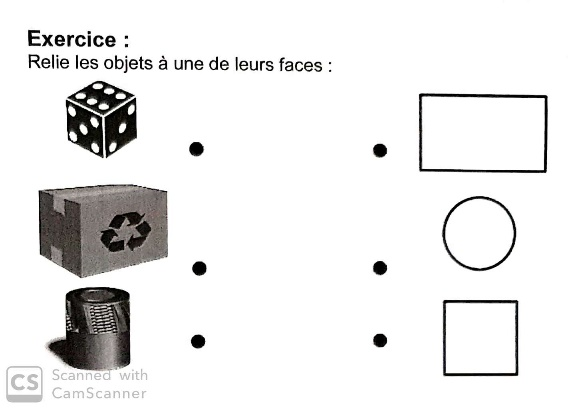 Exercice :
Relie les objets à une de leurs faces :
CS Scanned with
CamScanner